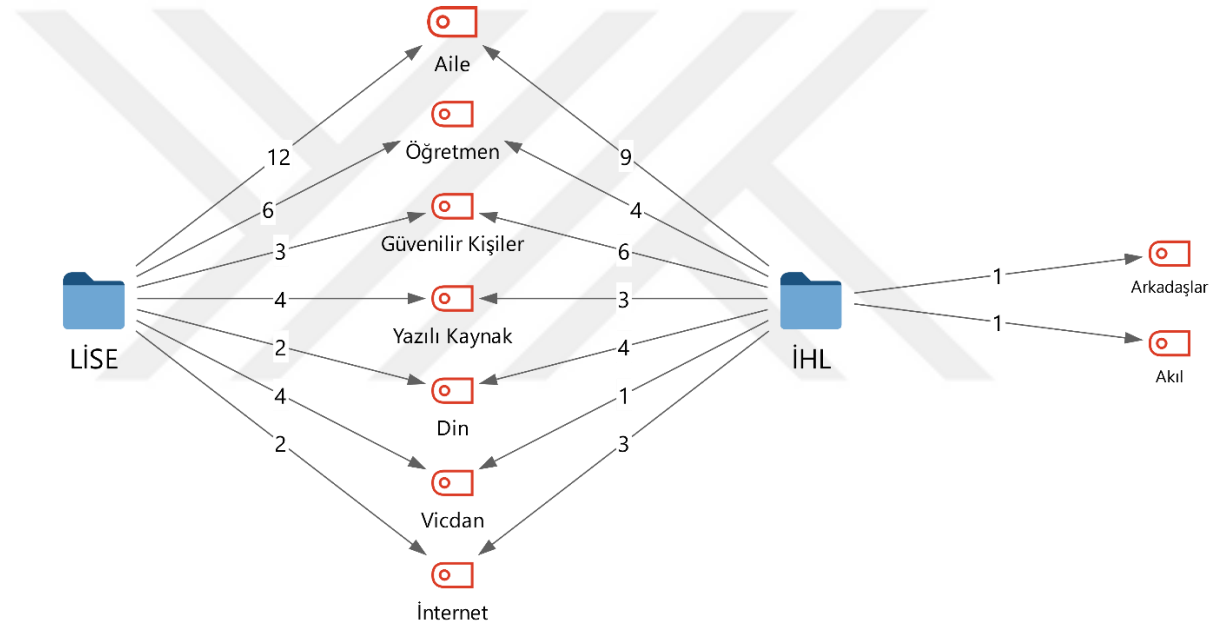 Aile
Öğretmen
12
9
6
4
Güvenilir Kişiler
3
6
Arkadaşlar
1
LİSE
4
3
İHL
Yazılı Kaynak
1
Akıl
2
4
Din
4
1
Vicdan
2
3
İnternet